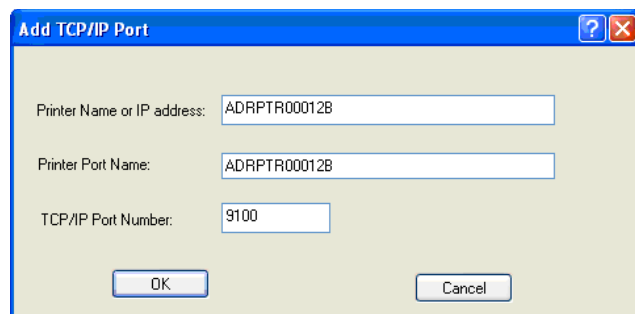 Add TCP/IP Port
Printer Name or IP address: ADRPTR00012B
Printer Port Name: ADRPTR00012B
TCP/IP Port Number: 9100
OK Cancel